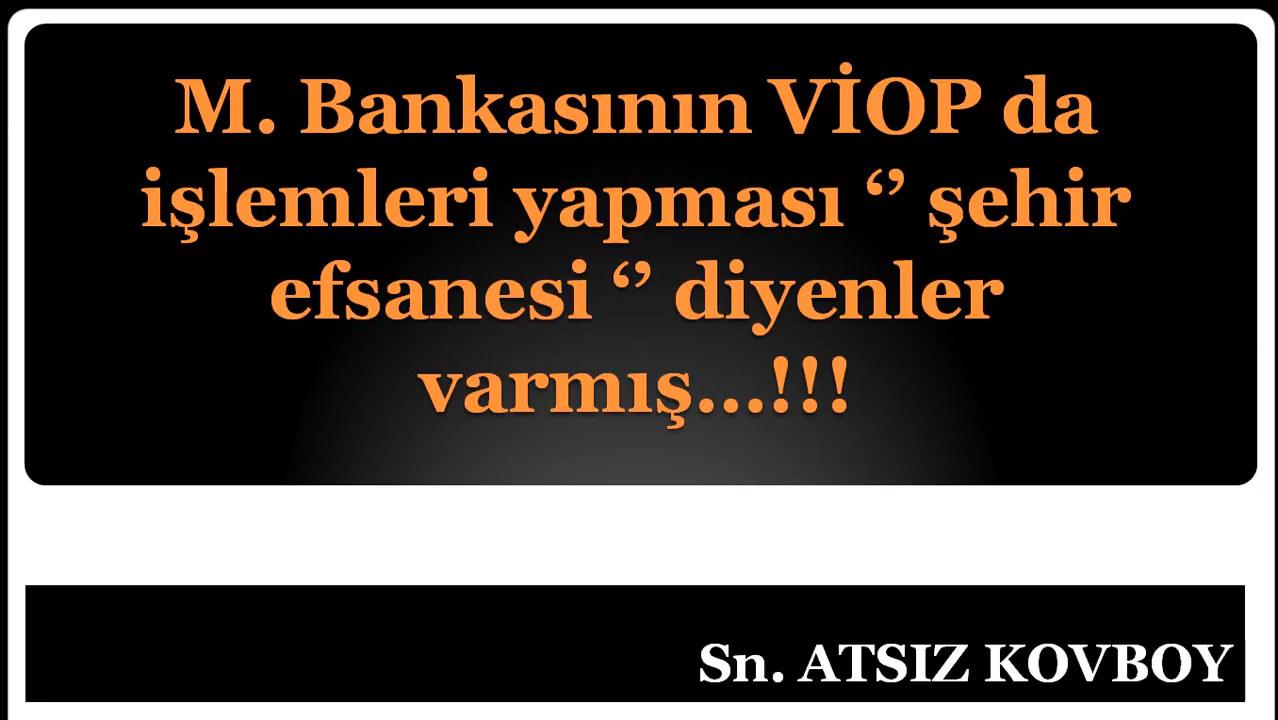 M. Bankasının VİOP da
işlemleri yapması ‘’ şehir
efsanesi ‘’ diyenler
varmış...!!!
Sn. ATSIZ KOVBOY